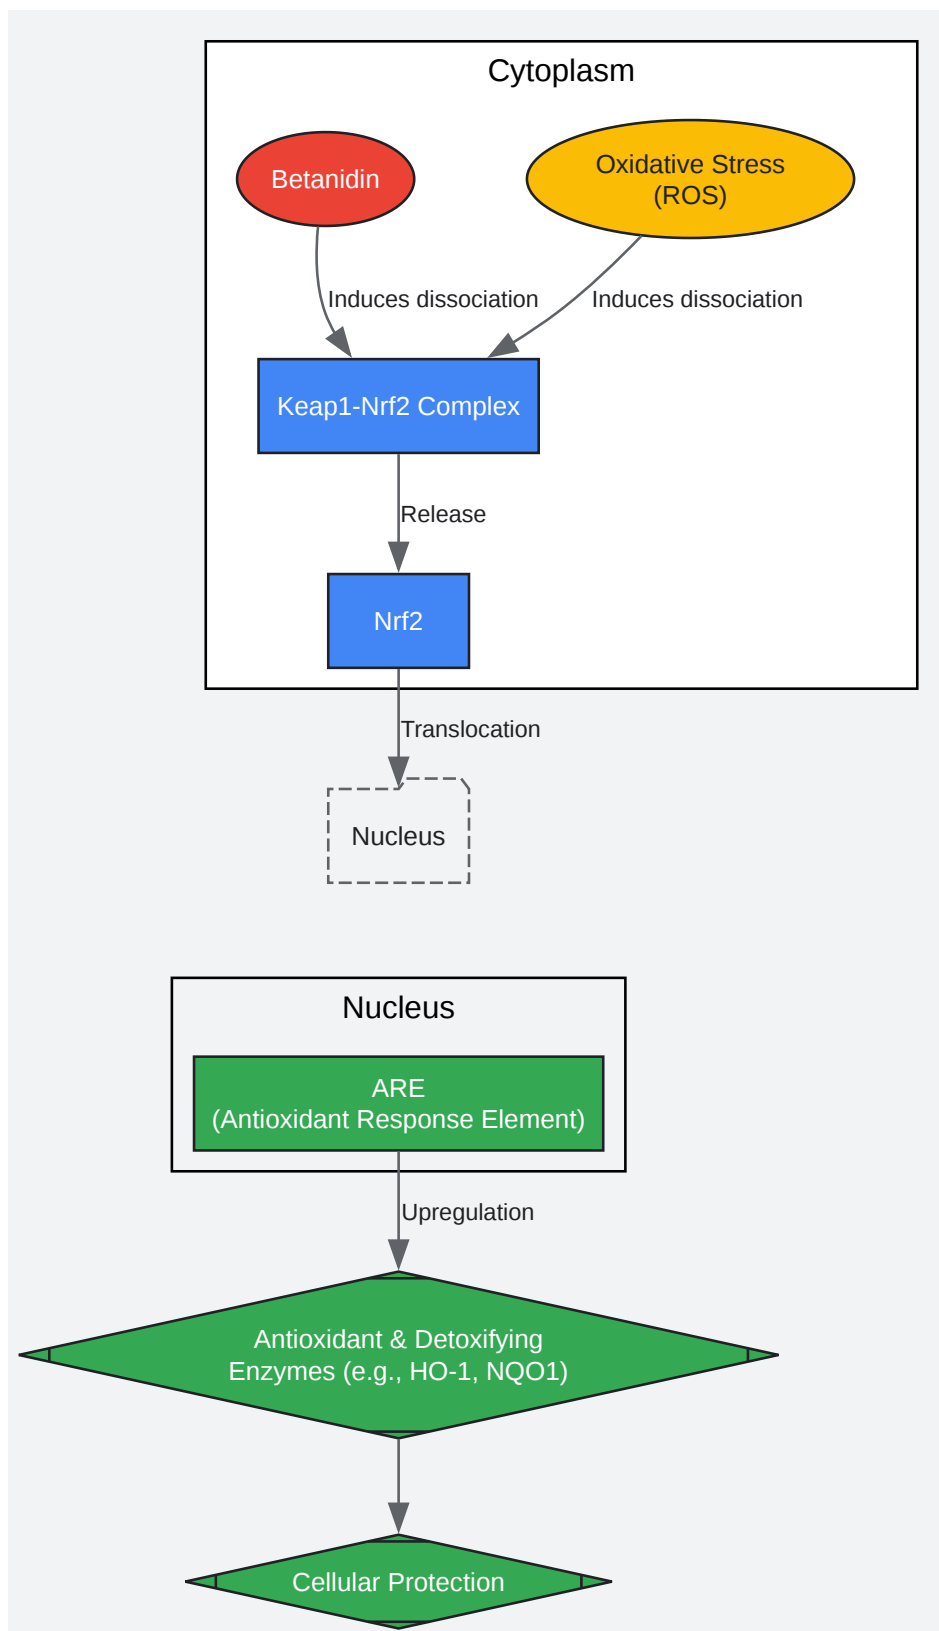 Cytoplasm
Betanidin
Oxidative Stress
(ROS)
Induces dissociation
Induces dissociation
Keap1-Nrf2 Complex
Release
Nrf2
Translocation
Nucleus
Nucleus
ARE
(Antioxidant Response Element)
Upregulation
Antioxidant & Detoxifying
Enzymes (e.g., HO-1, NQO1)
Cellular Protection